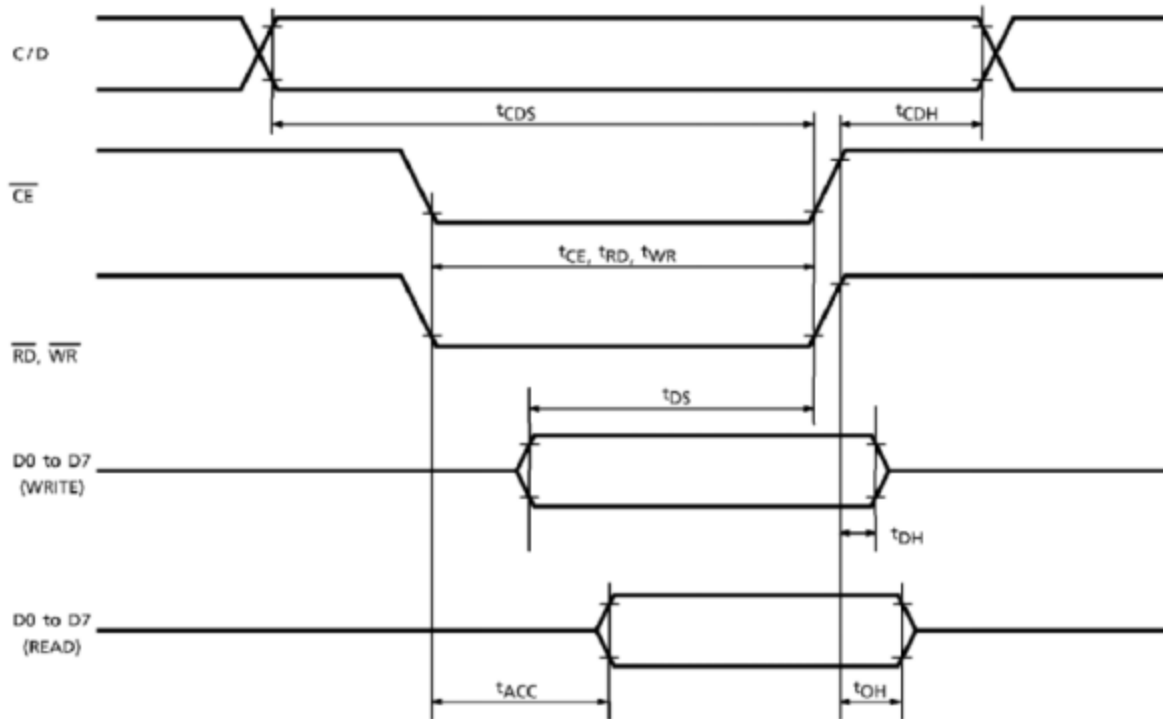 C/D
tCDS
tCDH
CE
tCE, tRD, tWR
RD, WR
tDS
D0 to D7
(WRITE)
tDH
D0 to D7
(READ)
tACC
tOH